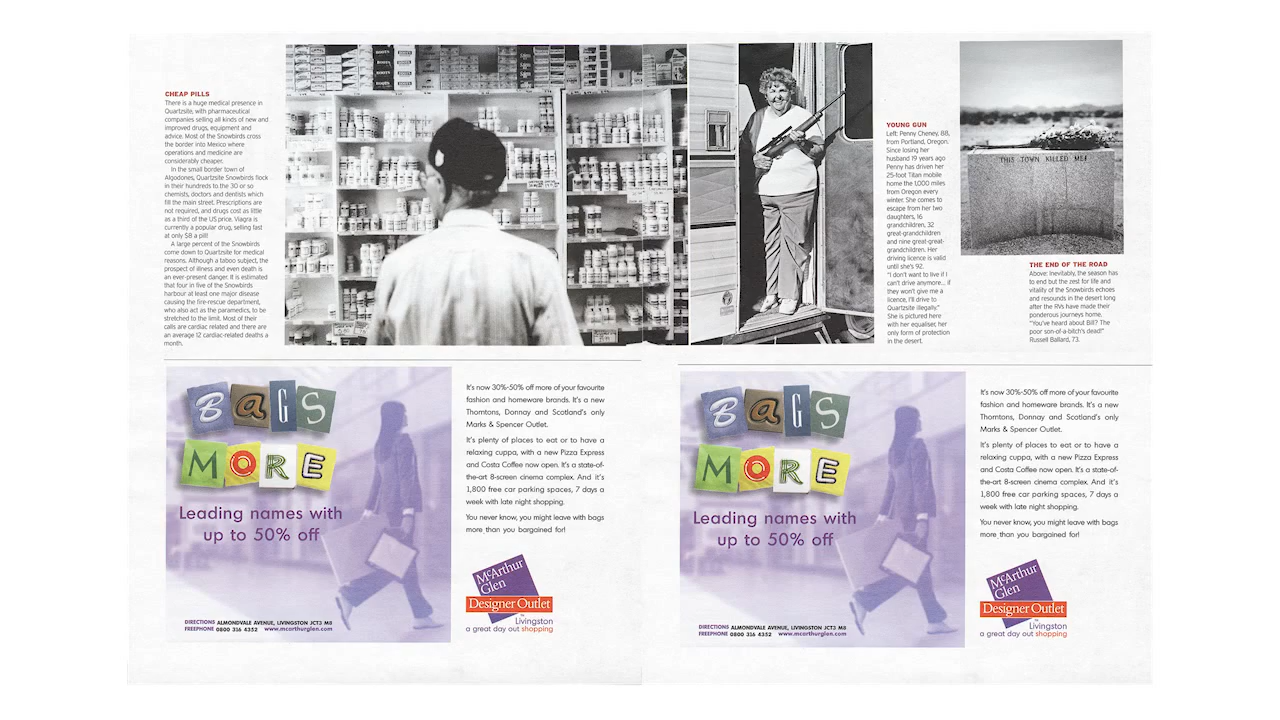 CHEAP PILLS
There is a huge medical presence in
Quartzsite, with pharmaceutical
companies selling all kinds of new and
improved drugs, equipment and
advice. Most of the Snowbirds cross
the border into Mexico where
operations and medicine are
considerably cheaper.
In the small border town of
Algodones, Quartzite Snowbirds flock
in their hundreds to the 30 or so
chemists, doctors and dentists which
fill the main street. Prescriptions are
not required, and drugs cost as little
as a third of the US price. Viagra is
currently a popular drug, selling fast
at only $8 a pill!
A large percent of the Snowbirds
come down to Quartzsite for medical
reasons. Although a taboo subject, the
prospect of illness and even death is
an ever-present danger. It is estimated
that four in five of the Snowbirds
harbour at least one major disease
causing the fire-rescue department,
who also act as the paramedics, to be
stretched to the limit. Most of their
calls are cardiac related and there are
an average 12 cardiac-related deaths a
month.
YOUNG GUN
Left: Penny Cheney, 88,
from Portland, Oregon.
Since losing her
husband 19 years ago
Penny has driven her
25-foot Titan mobile
home the 1,000 miles
from Oregon every
winter. She comes to
escape from her two
daughters, 16
grandchildren, 32
great-grandchildren
and nine great-great-
grandchildren. Her
driving licence is valid
until she's 92.
"I don't want to live if I
can't drive anymore... if
they won't give me a
licence, I'll drive to
Quartzsite illegally."
She is pictured here
with her equaliser, her
only form of protection
in the desert.
THIS TOWN KILLED ME!
THE END OF THE ROAD
Above: Inevitably, the season has
to end but the zest for life and
vitality of the Snowbirds echoes
and resounds in the desert long
after the RVs have made their
ponderous journeys home.
"You've heard about Bill? The
poor son-of-a-bitch's dead!"
Russell Ballard, 73.
BAGS
MORE
Leading names with
up to 50% off
DIRECTIONS ALMONDVALE AVENUE, LIVINGSTON JCT3 M8
FREEPHONE 0800 316 4352 www.mcarthurglen.com
It's now 30%-50% off more of your favourite
fashion and homeware brands. It's a new
Thorntons, Donnay and Scotland's only
Marks & Spencer Outlet.
It's plenty of places to eat or to have a
relaxing cuppa, with a new Pizza Express
and Costa Coffee now open. It's a state-of-
the-art 8-screen cinema complex. And it's
1,800 free car parking spaces, 7 days a
week with late night shopping.
You never know, you might leave with bags
more than you bargained for!
McArthur
Glen
Designer Outlet
™
Livingston
a great day out shopping
BAGS
MORE
Leading names with
up to 50% off
DIRECTIONS ALMONDVALE AVENUE, LIVINGSTON JCT3 M8
FREEPHONE 0800 316 4352 www.mcarthurglen.com
It's now 30%-50% off more of your favourite
fashion and homeware brands. It's a new
Thorntons, Donnay and Scotland's only
Marks & Spencer Outlet.
It's plenty of places to eat or to have a
relaxing cuppa, with a new Pizza Express
and Costa Coffee now open. It's a state-of-
the-art 8-screen cinema complex. And it's
1,800 free car parking spaces, 7 days a
week with late night shopping.
You never know, you might leave with bags
more than you bargained for!
McArthur
Glen
Designer Outlet
™
Livingston
a great day out shopping